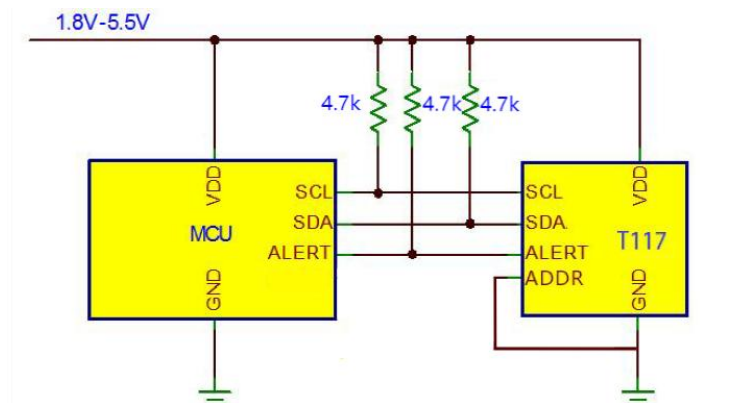 1.8V-5.5V
4.7k
4.7k
4.7k
VDD
VDD
SCL
SCL
SDA
SDA
MCU
T117
ALERT
ALERT
ADDR
GND
GND